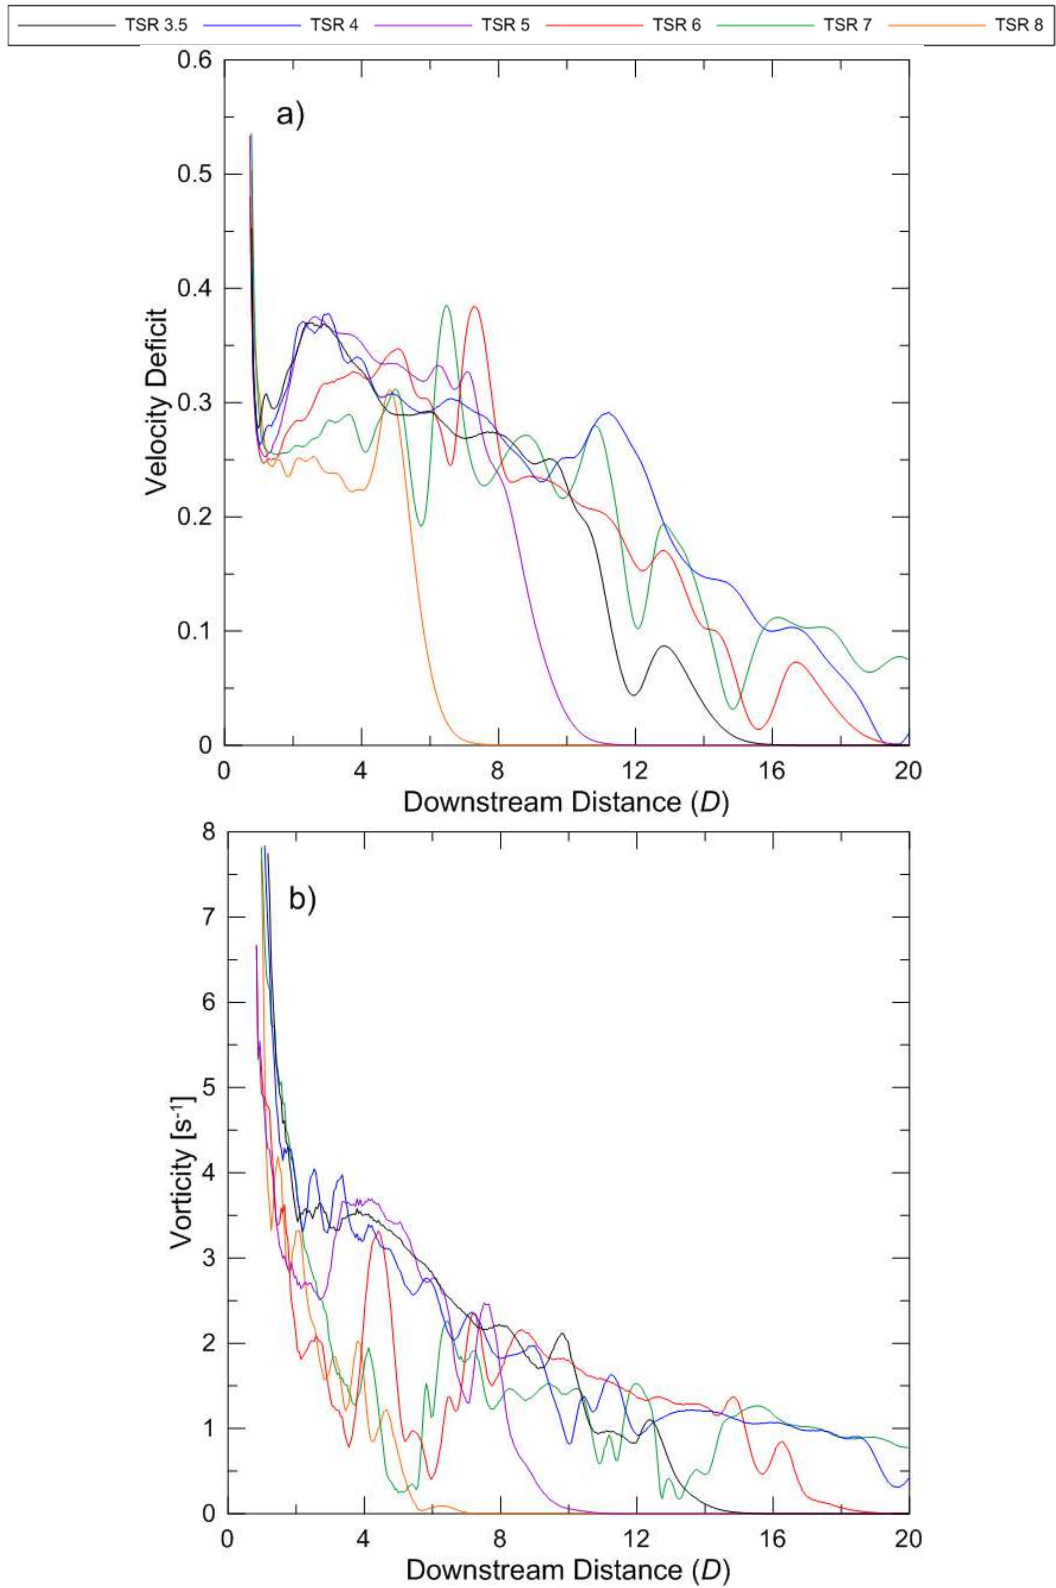 TSR 3.5 TSR 4 TSR 5 TSR 6 TSR 7 TSR 8
a)
0.6
0.5
0.4
0.3
0.2
0.1
0
Velocity Deficit
0 4 8 12 16 20
Downstream Distance (D)
b)
8
7
6
5
4
3
2
1
0
Vorticity [s⁻¹]
0 4 8 12 16 20
Downstream Distance (D)